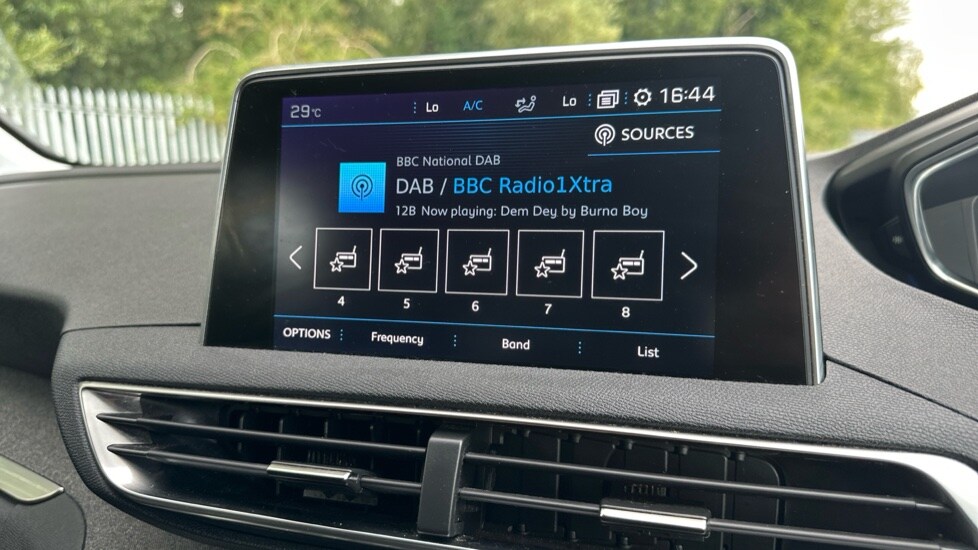 29°C Lo A/C Lo 16:44
SOURCES
BBC National DAB
DAB / BBC Radio1Xtra
12B Now playing: Dem Dey by Burna Boy
4 5 6 7 8
OPTIONS Frequency Band List